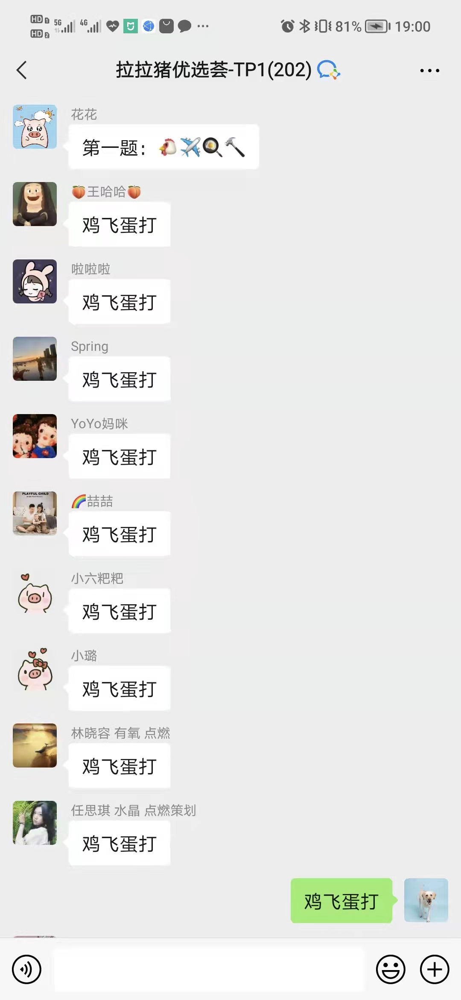 HD 1 5G 4G 81% 19:00
HD 2
拉拉猪优选荟-TP1(202)
花花
第一题：🐔✈️🍳🔨
🍑王哈哈🍑
鸡飞蛋打
啦啦啦
鸡飞蛋打
Spring
鸡飞蛋打
YoYo妈咪
鸡飞蛋打
PLAYFUL CHILD
🌈喆喆
鸡飞蛋打
小六粑粑
鸡飞蛋打
小璐
鸡飞蛋打
林晓容 有氧 点燃
鸡飞蛋打
任思琪 水晶 点燃策划
鸡飞蛋打
鸡飞蛋打